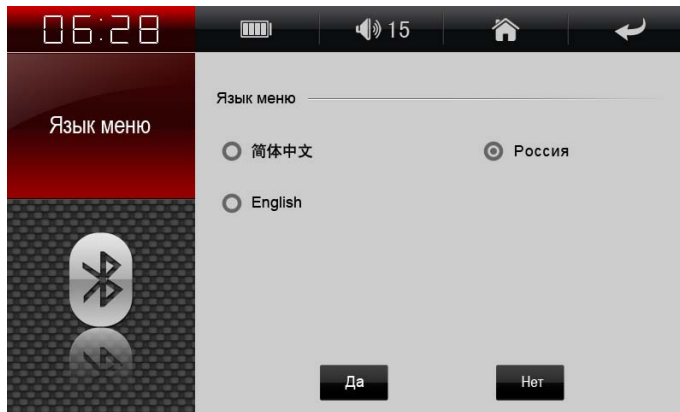 06:28
15
Язык меню
Язык меню
简体中文
Россия
English
Да
Нет